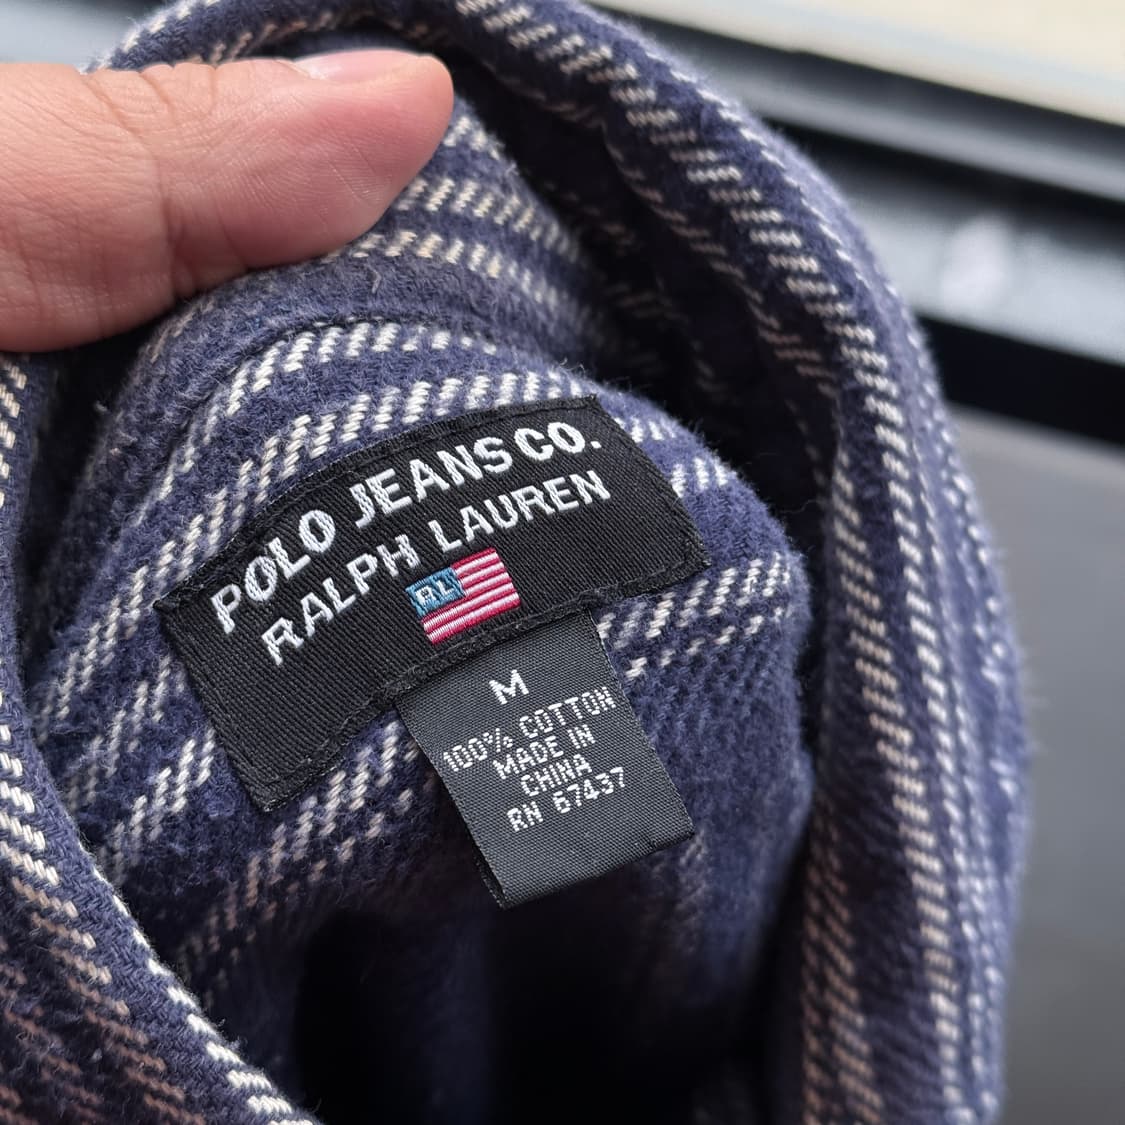 POLO JEANS CO.
RALPH LAUREN
RL
M
100% COTTON
MADE IN
CHINA
RN 67437